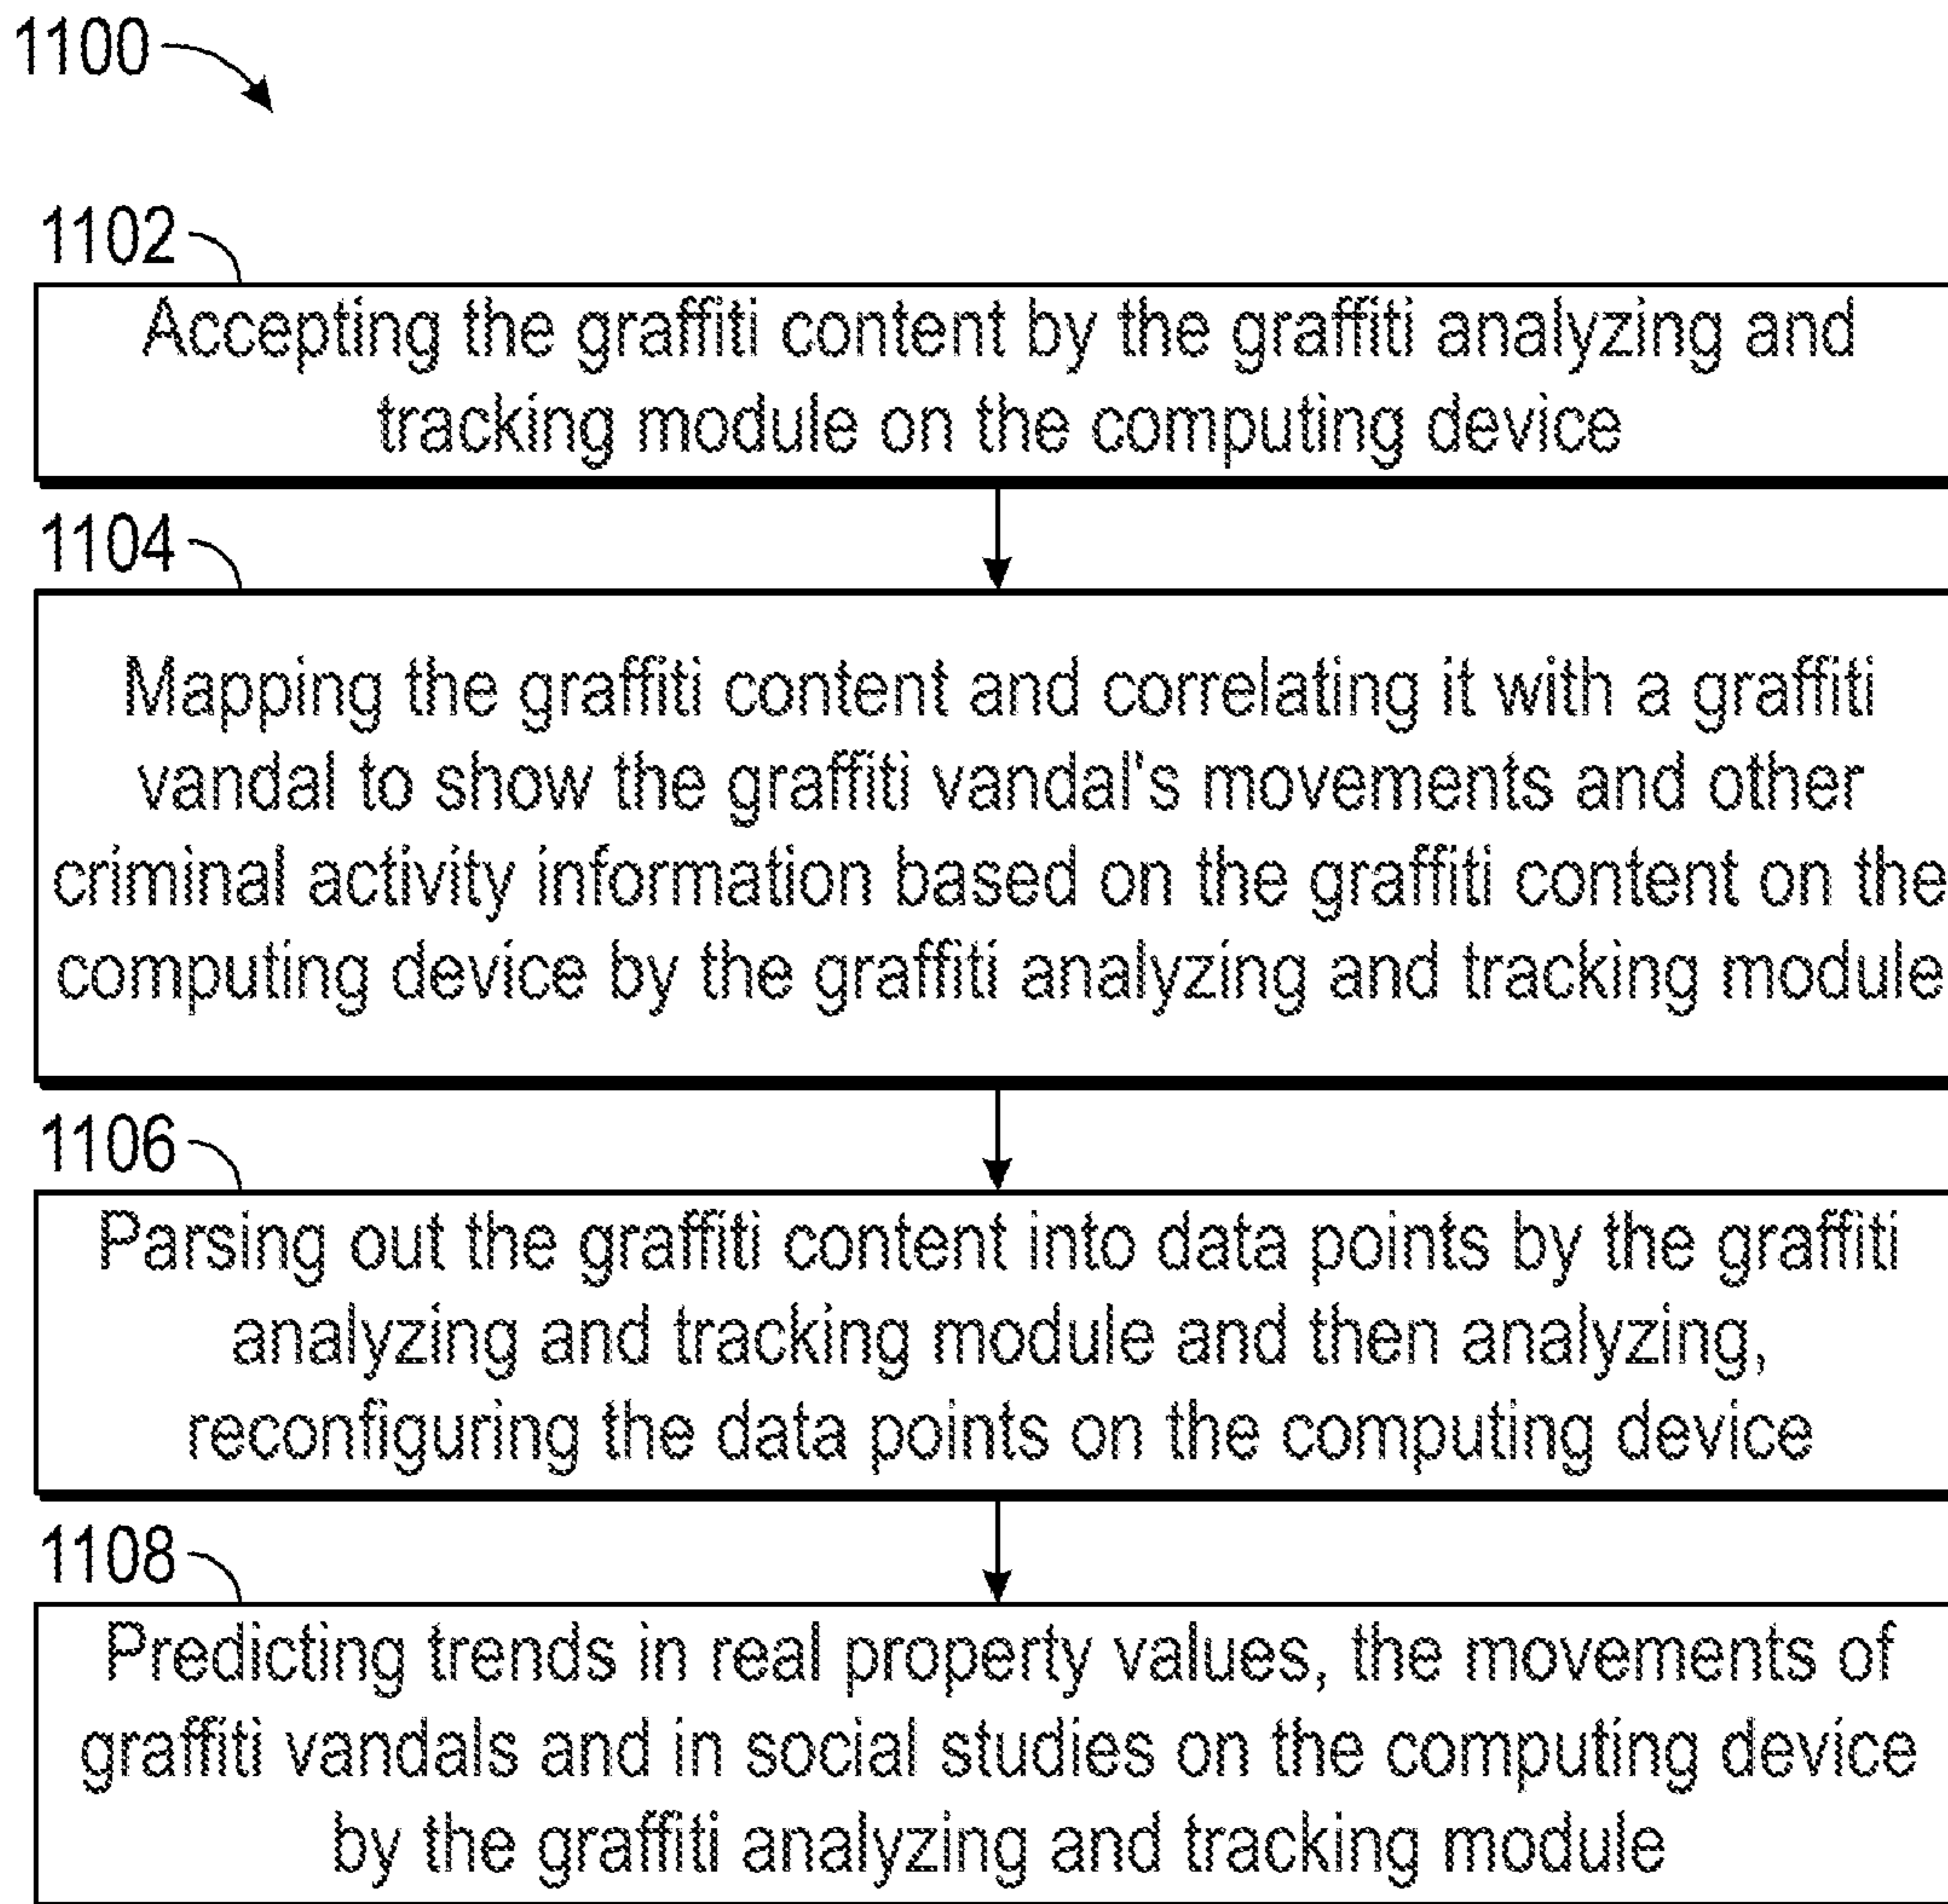 1100
1102
Accepting the graffiti content by the graffiti analyzing and
tracking module on the computing device
1104
Mapping the graffiti content and correlating it with a graffiti
vandal to show the graffiti vandal's movements and other
criminal activity information based on the graffiti content on the
computing device by the graffiti analyzing and tracking module
1106
Parsing out the graffiti content into data points by the graffiti
analyzing and tracking module and then analyzing,
reconfiguring the data points on the computing device
1108
Predicting trends in real property values, the movements of
graffiti vandals and in social studies on the computing device
by the graffiti analyzing and tracking module